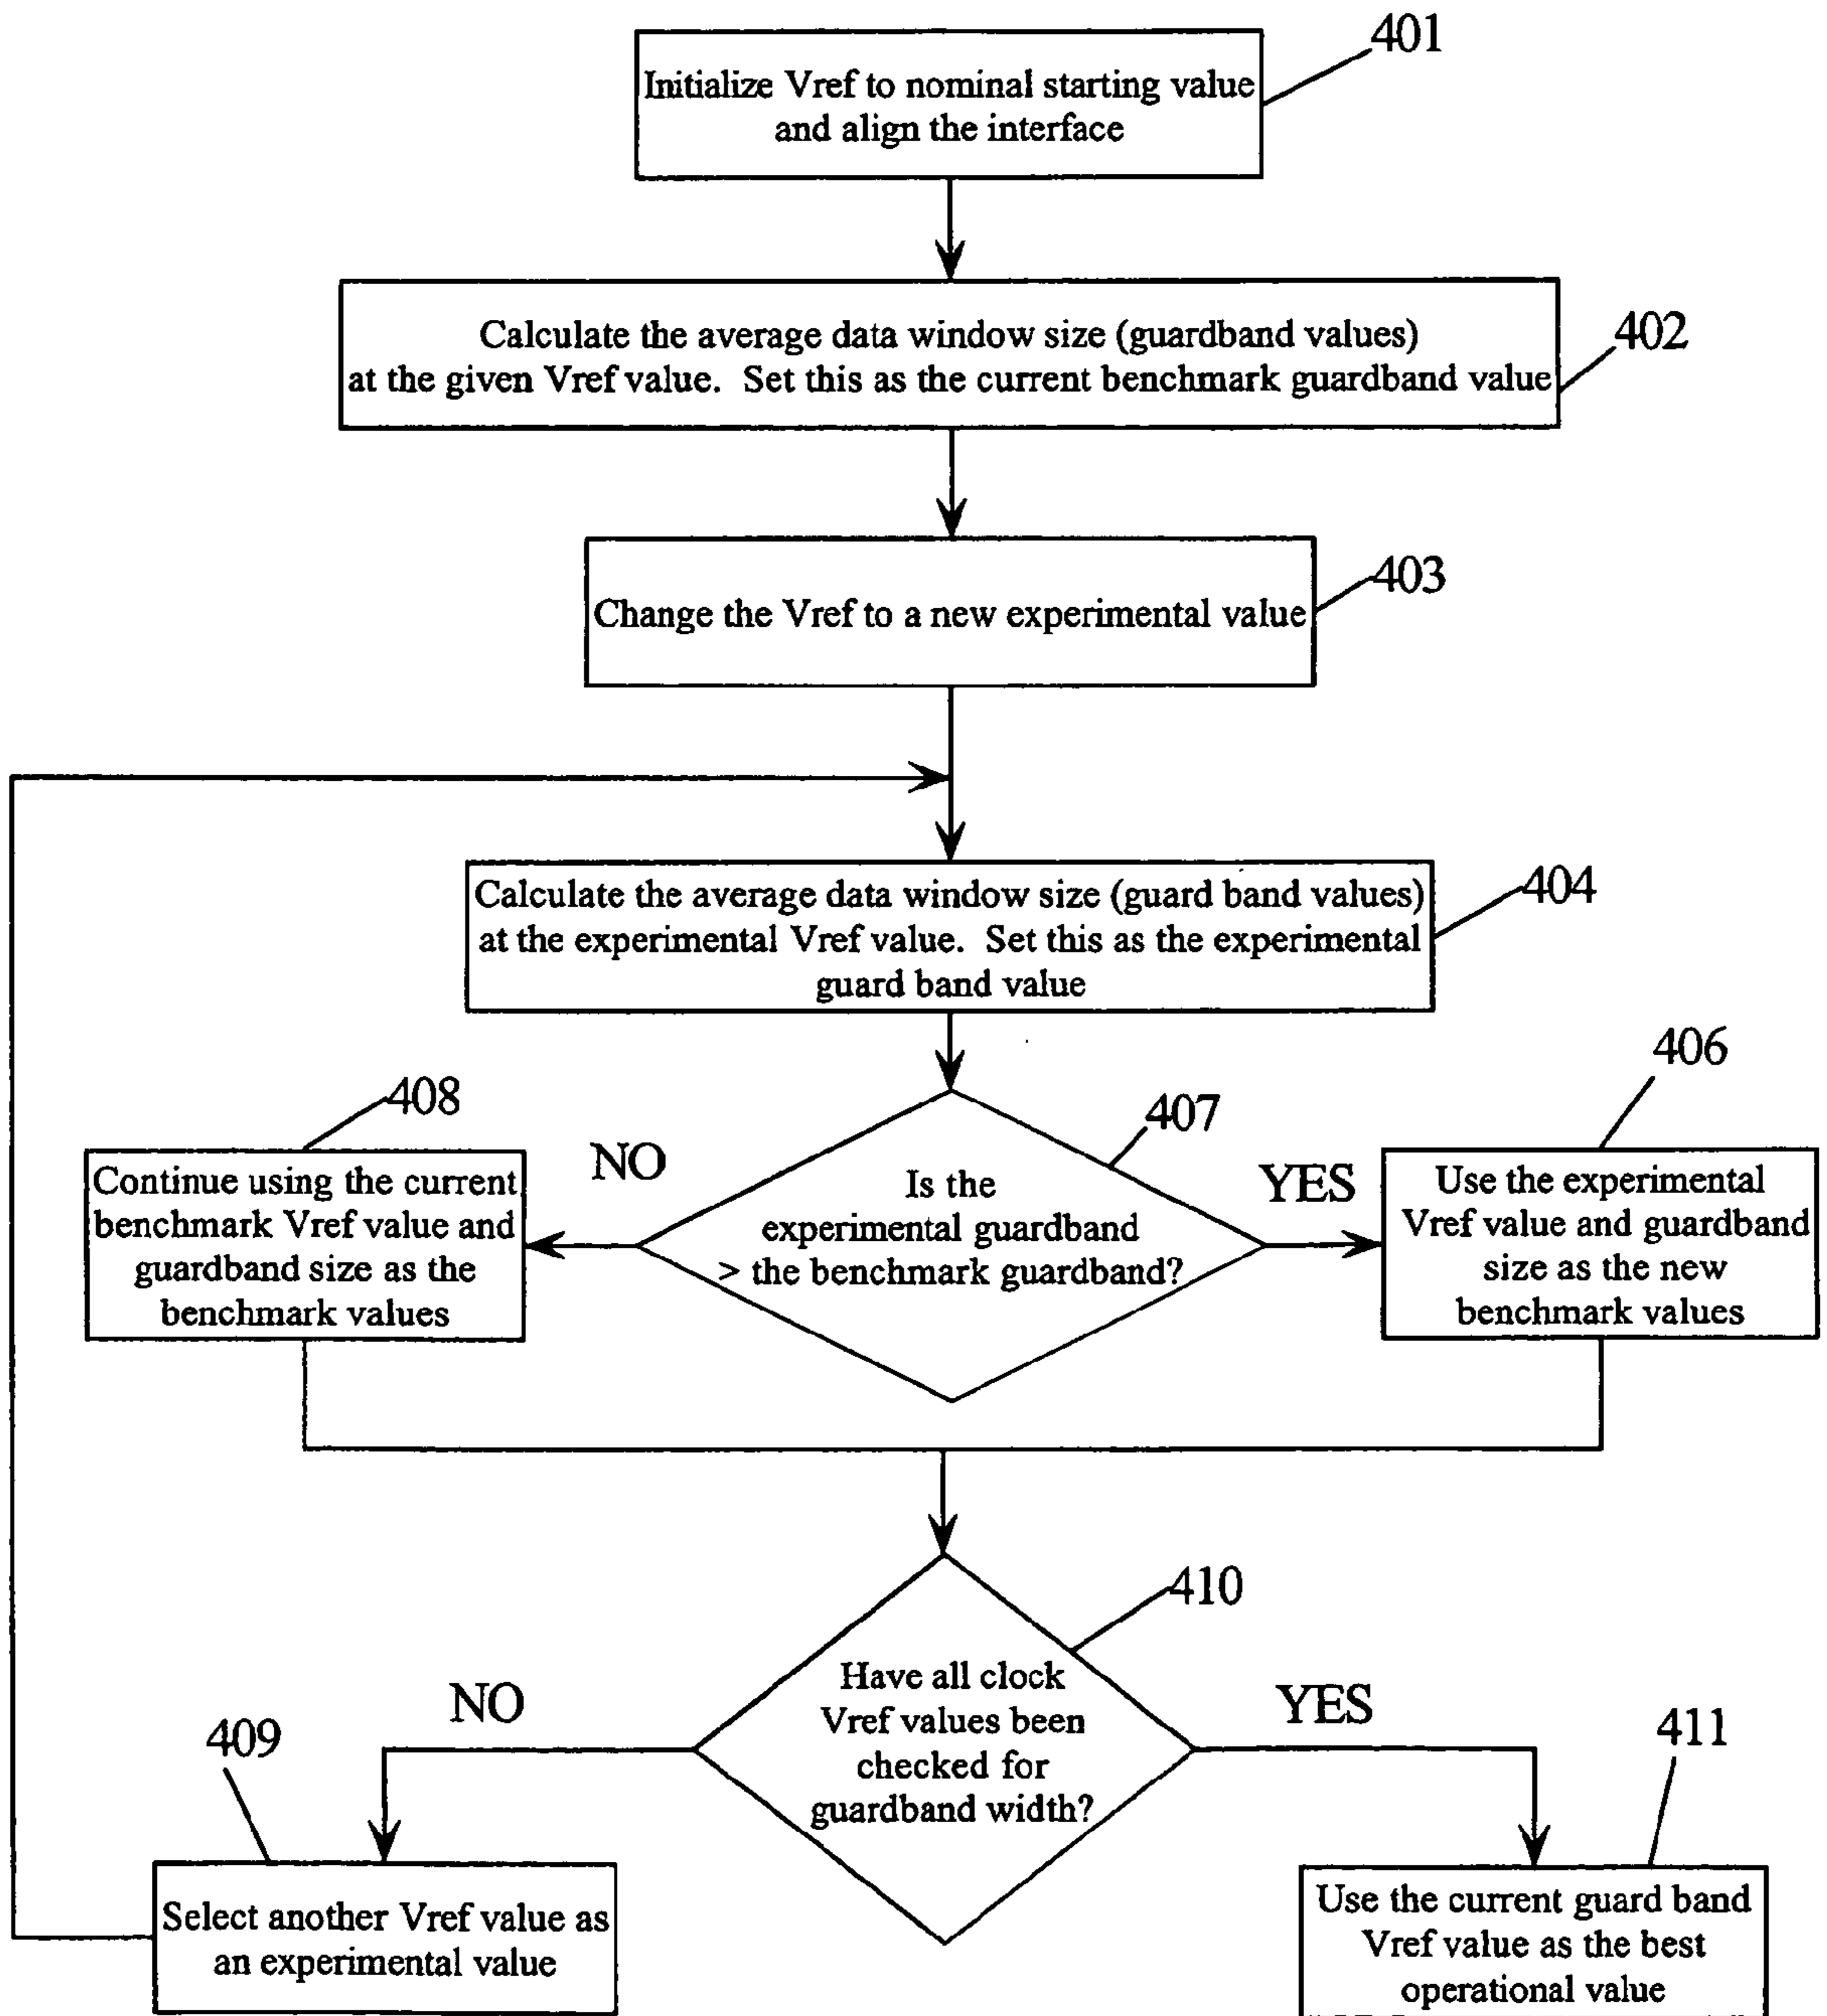 401
Initialize Vref to nominal starting value
and align the interface
402
Calculate the average data window size (guardband values)
at the given Vref value. Set this as the current benchmark guardband value
403
Change the Vref to a new experimental value
404
Calculate the average data window size (guard band values)
at the experimental Vref value. Set this as the experimental
guard band value
406
408
407
NO
YES
Continue using the current
benchmark Vref value and
guardband size as the
benchmark values
Is the
experimental guardband
> the benchmark guardband?
Use the experimental
Vref value and guardband
size as the new
benchmark values
410
NO
YES
Have all clock
Vref values been
checked for
guardband width?
409
411
Select another Vref value as
an experimental value
Use the current guard band
Vref value as the best
operational value